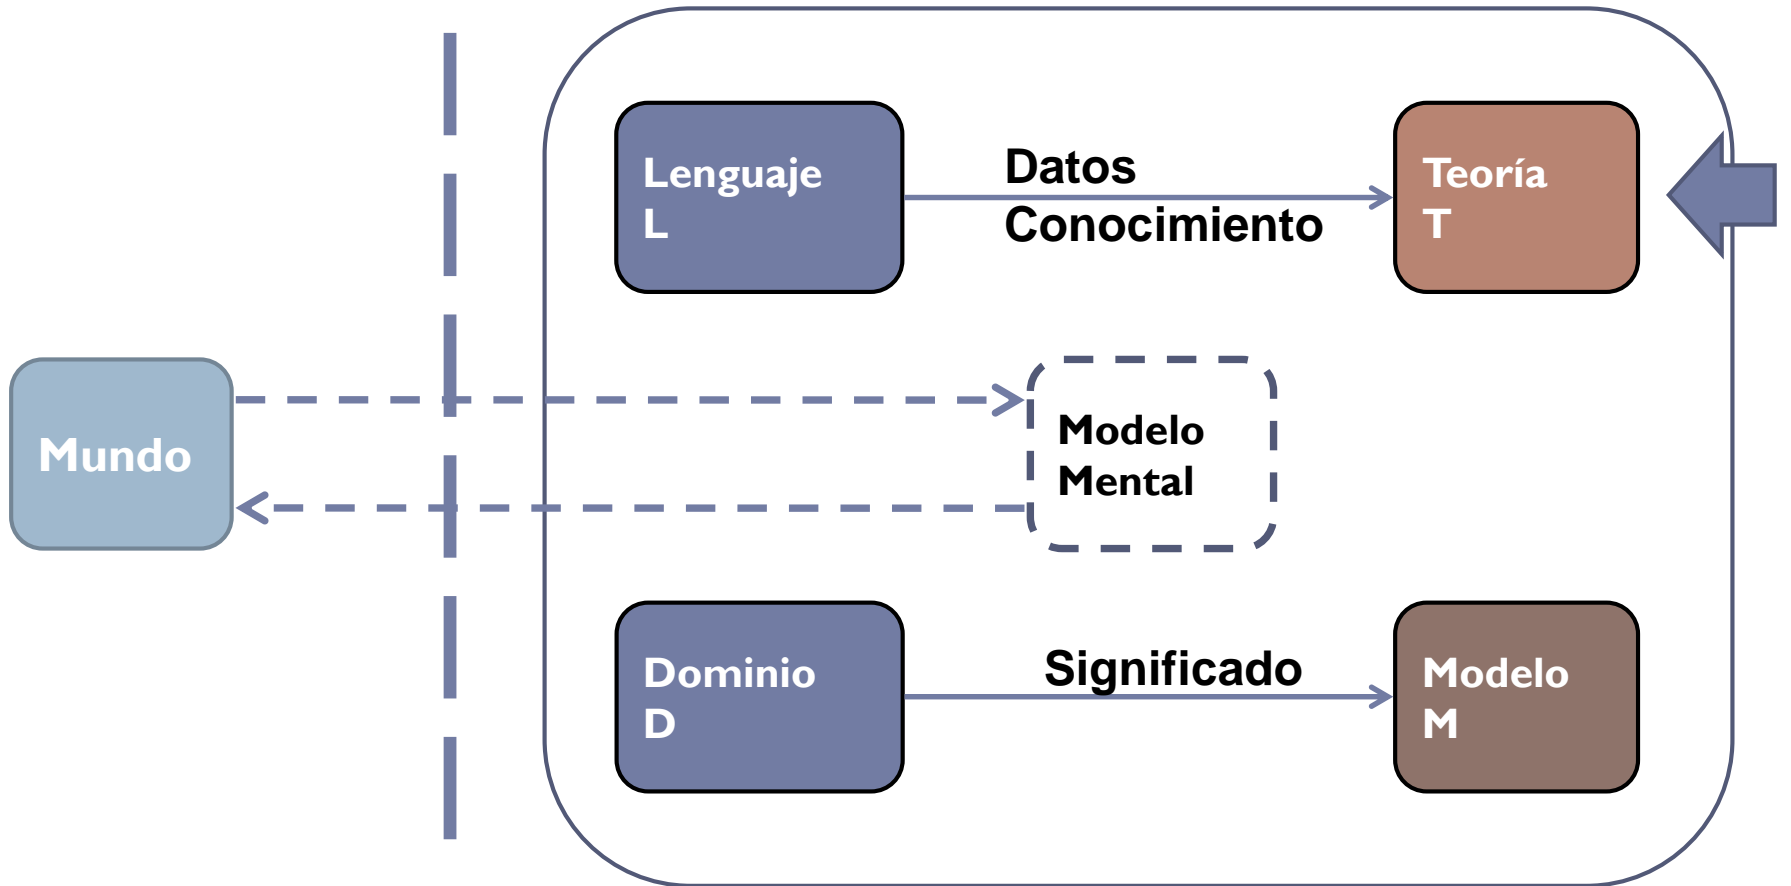 Lenguaje
L
Datos
Conocimiento
Teoría
T
Mundo
Modelo
Mental
Dominio
D
Significado
Modelo
M